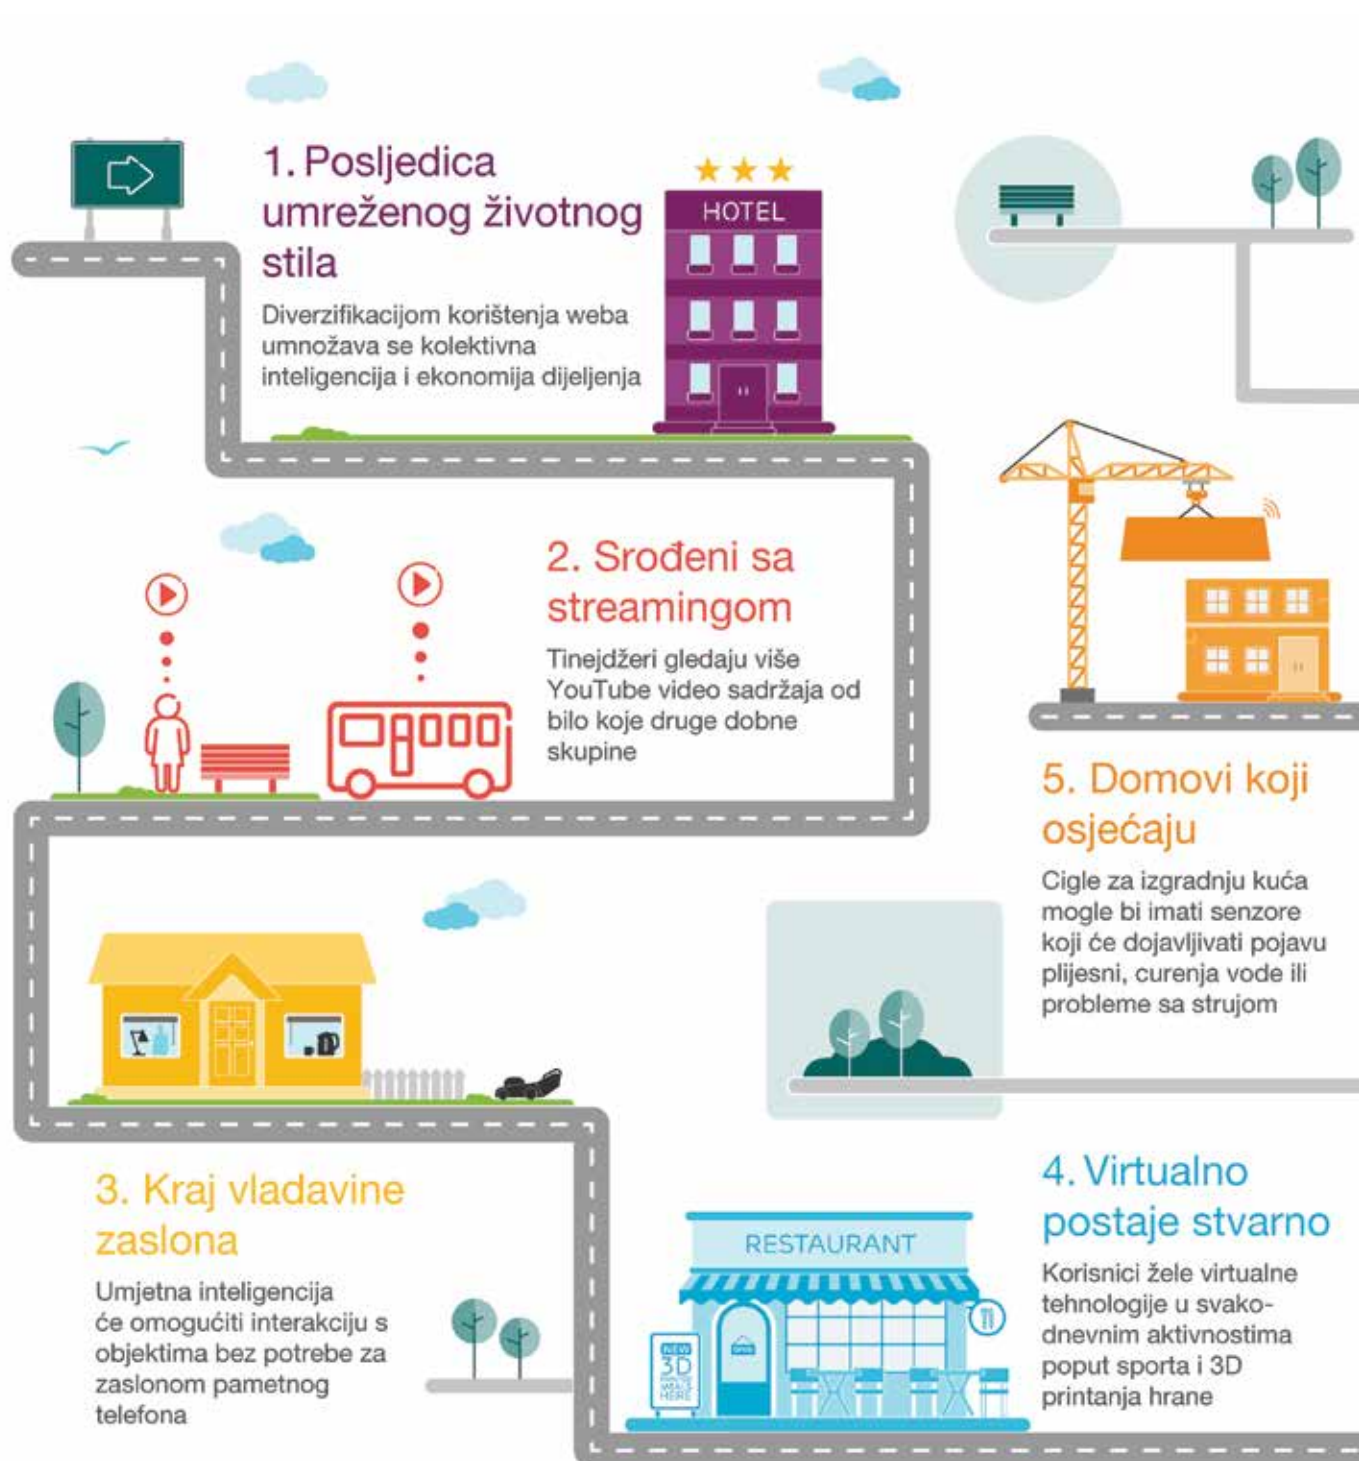 1. Posljedica
umreženog životnog
stila
Diverzifikacijom korištenja weba
umnožava se kolektivna
inteligencija i ekonomija dijeljenja
HOTEL
2. Srođeni sa
streamingom
Tinejdžeri gledaju više
YouTube video sadržaja od
bilo koje druge dobne
skupine
3. Kraj vladavine
zaslona
Umjetna inteligencija
će omogućiti interakciju s
objektima bez potrebe za
zaslonom pametnog
telefona
RESTAURANT
OPEN
NEW
3D
HERE
4. Virtualno
postaje stvarno
Korisnici žele virtualne
tehnologije u svako-
dnevnim aktivnostima
poput sporta i 3D
printanja hrane
5. Domovi koji
osjećaju
Cigle za izgradnju kuća
mogle bi imati senzore
koji će dojavljivati pojavu
plijesni, curenja vode ili
probleme sa strujom